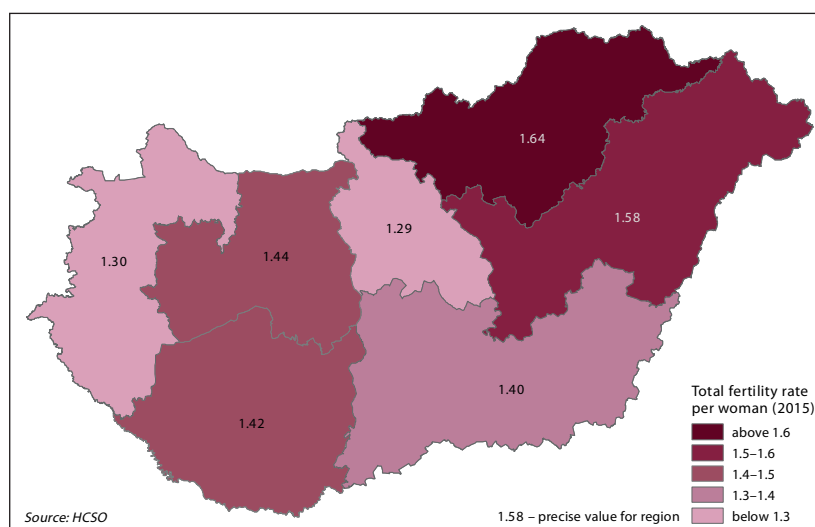 1.64
1.58
1.29
1.44
1.30
1.40
1.42
Total fertility rate
per woman (2015)
above 1.6
1.5–1.6
1.4–1.5
1.3–1.4
below 1.3
1.58 – precise value for region
Source: HCSO